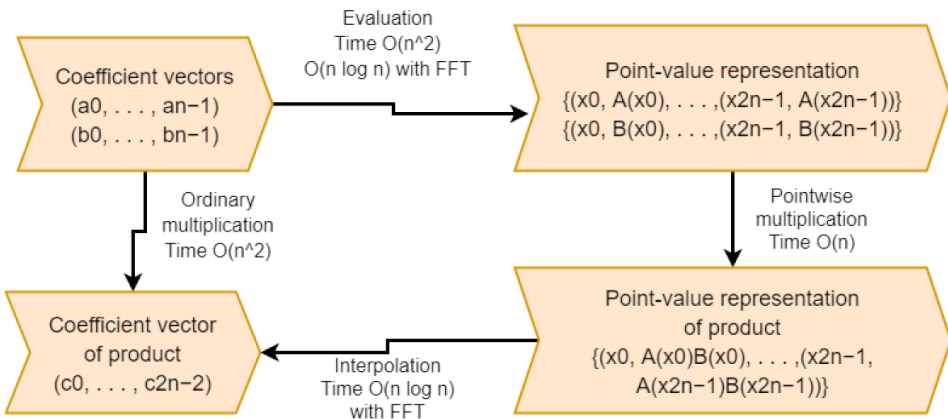 Coefficient vectors
(a0, . . . , an−1)
(b0, . . . , bn−1)
Evaluation
Time O(n^2)
O(n log n) with FFT
Point-value representation
{(x0, A(x0), . . . ,(x2n−1, A(x2n−1))}
{(x0, B(x0), . . . ,(x2n−1, B(x2n−1))}
Ordinary
multiplication
Time O(n^2)
Pointwise
multiplication
Time O(n)
Coefficient vector
of product
(c0, . . . , c2n−2)
Interpolation
Time O(n log n)
with FFT
Point-value representation
of product
{(x0, A(x0)B(x0), . . . ,(x2n−1,
A(x2n−1)B(x2n−1))}